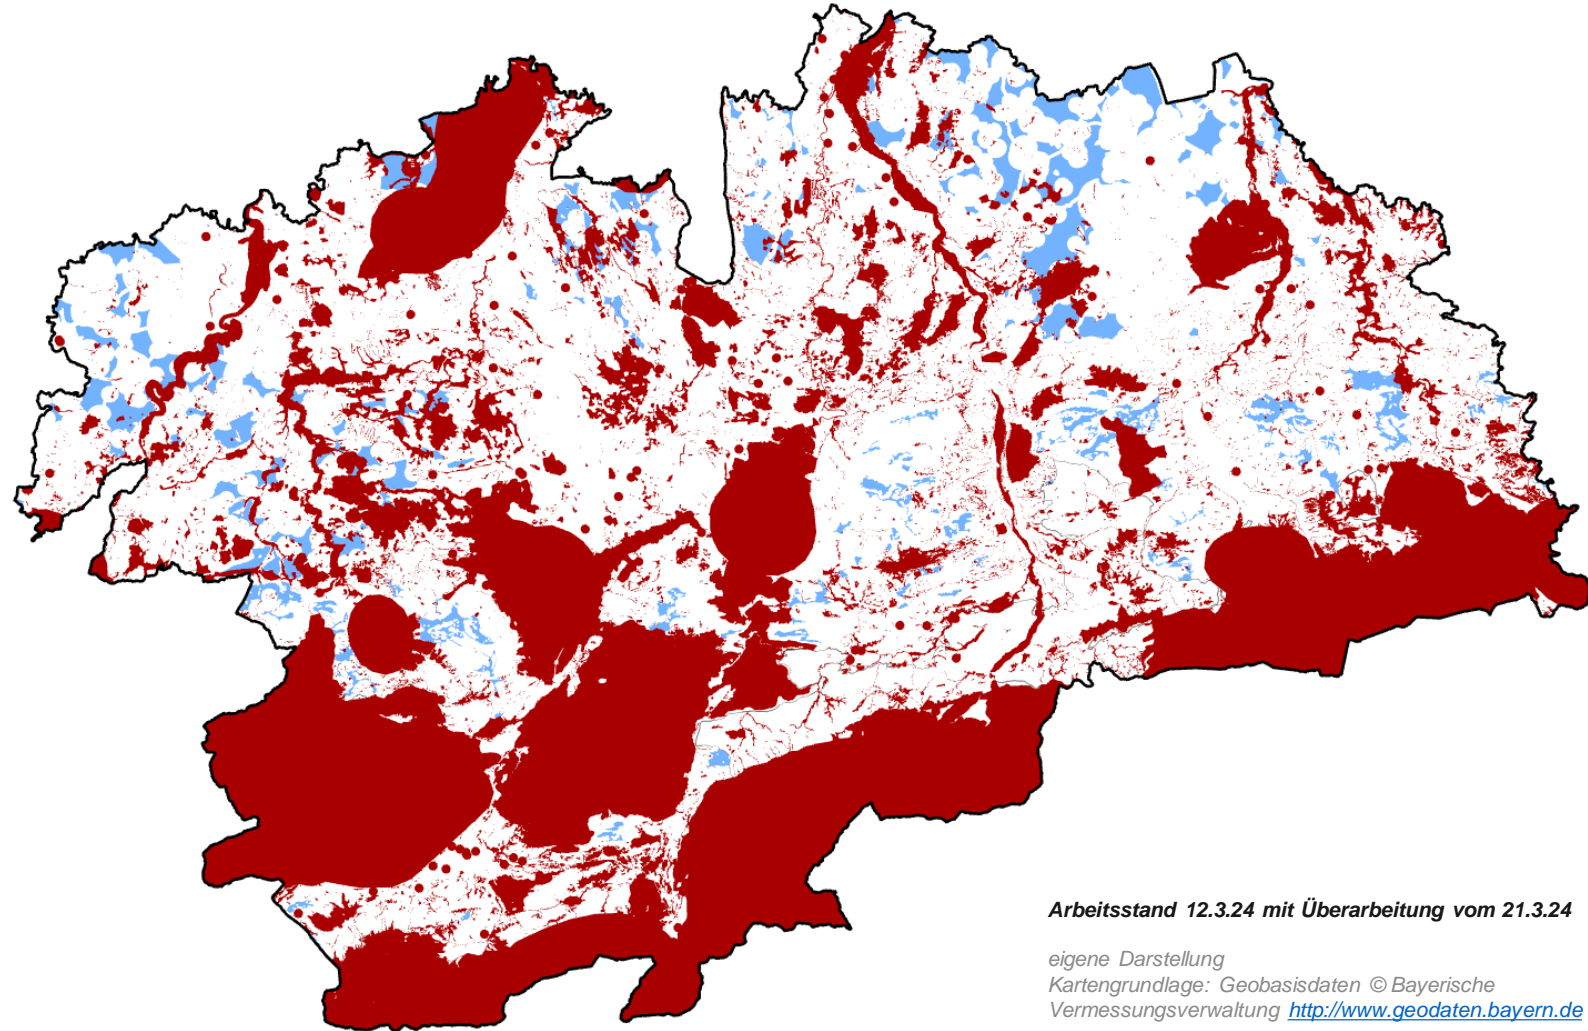 Arbeitsstand 12.3.24 mit Überarbeitung vom 21.3.24
eigene Darstellung
Kartengrundlage: Geobasisdaten © Bayerische
Vermessungsverwaltung http://www.geodaten.bayern.de